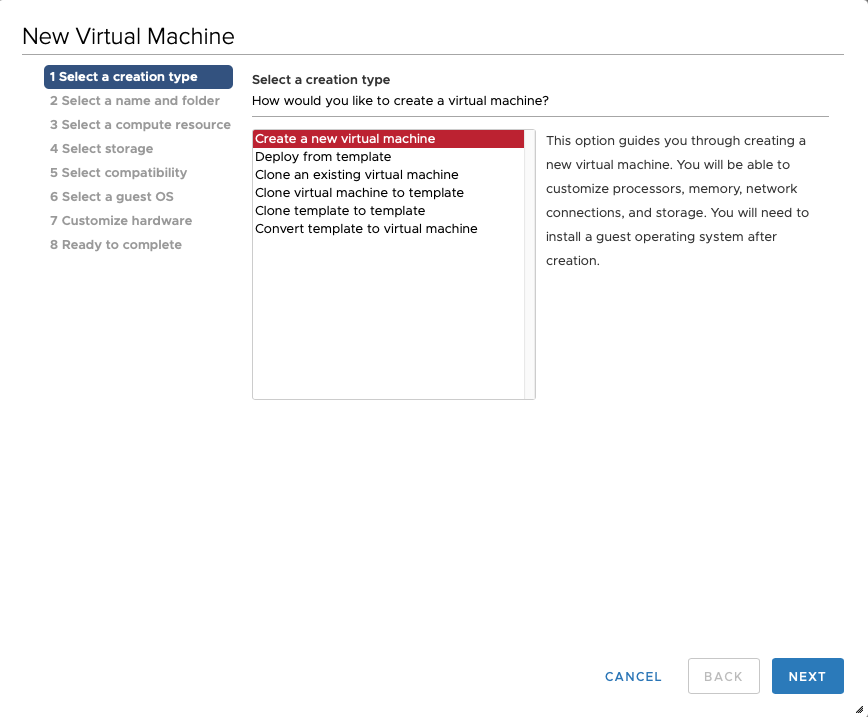 New Virtual Machine
1 Select a creation type
2 Select a name and folder
3 Select a compute resource
4 Select storage
5 Select compatibility
6 Select a guest OS
7 Customize hardware
8 Ready to complete
Select a creation type
How would you like to create a virtual machine?
Create a new virtual machine
Deploy from template
Clone an existing virtual machine
Clone virtual machine to template
Clone template to template
Convert template to virtual machine
This option guides you through creating a
new virtual machine. You will be able to
customize processors, memory, network
connections, and storage. You will need to
install a guest operating system after
creation.
CANCEL
BACK
NEXT